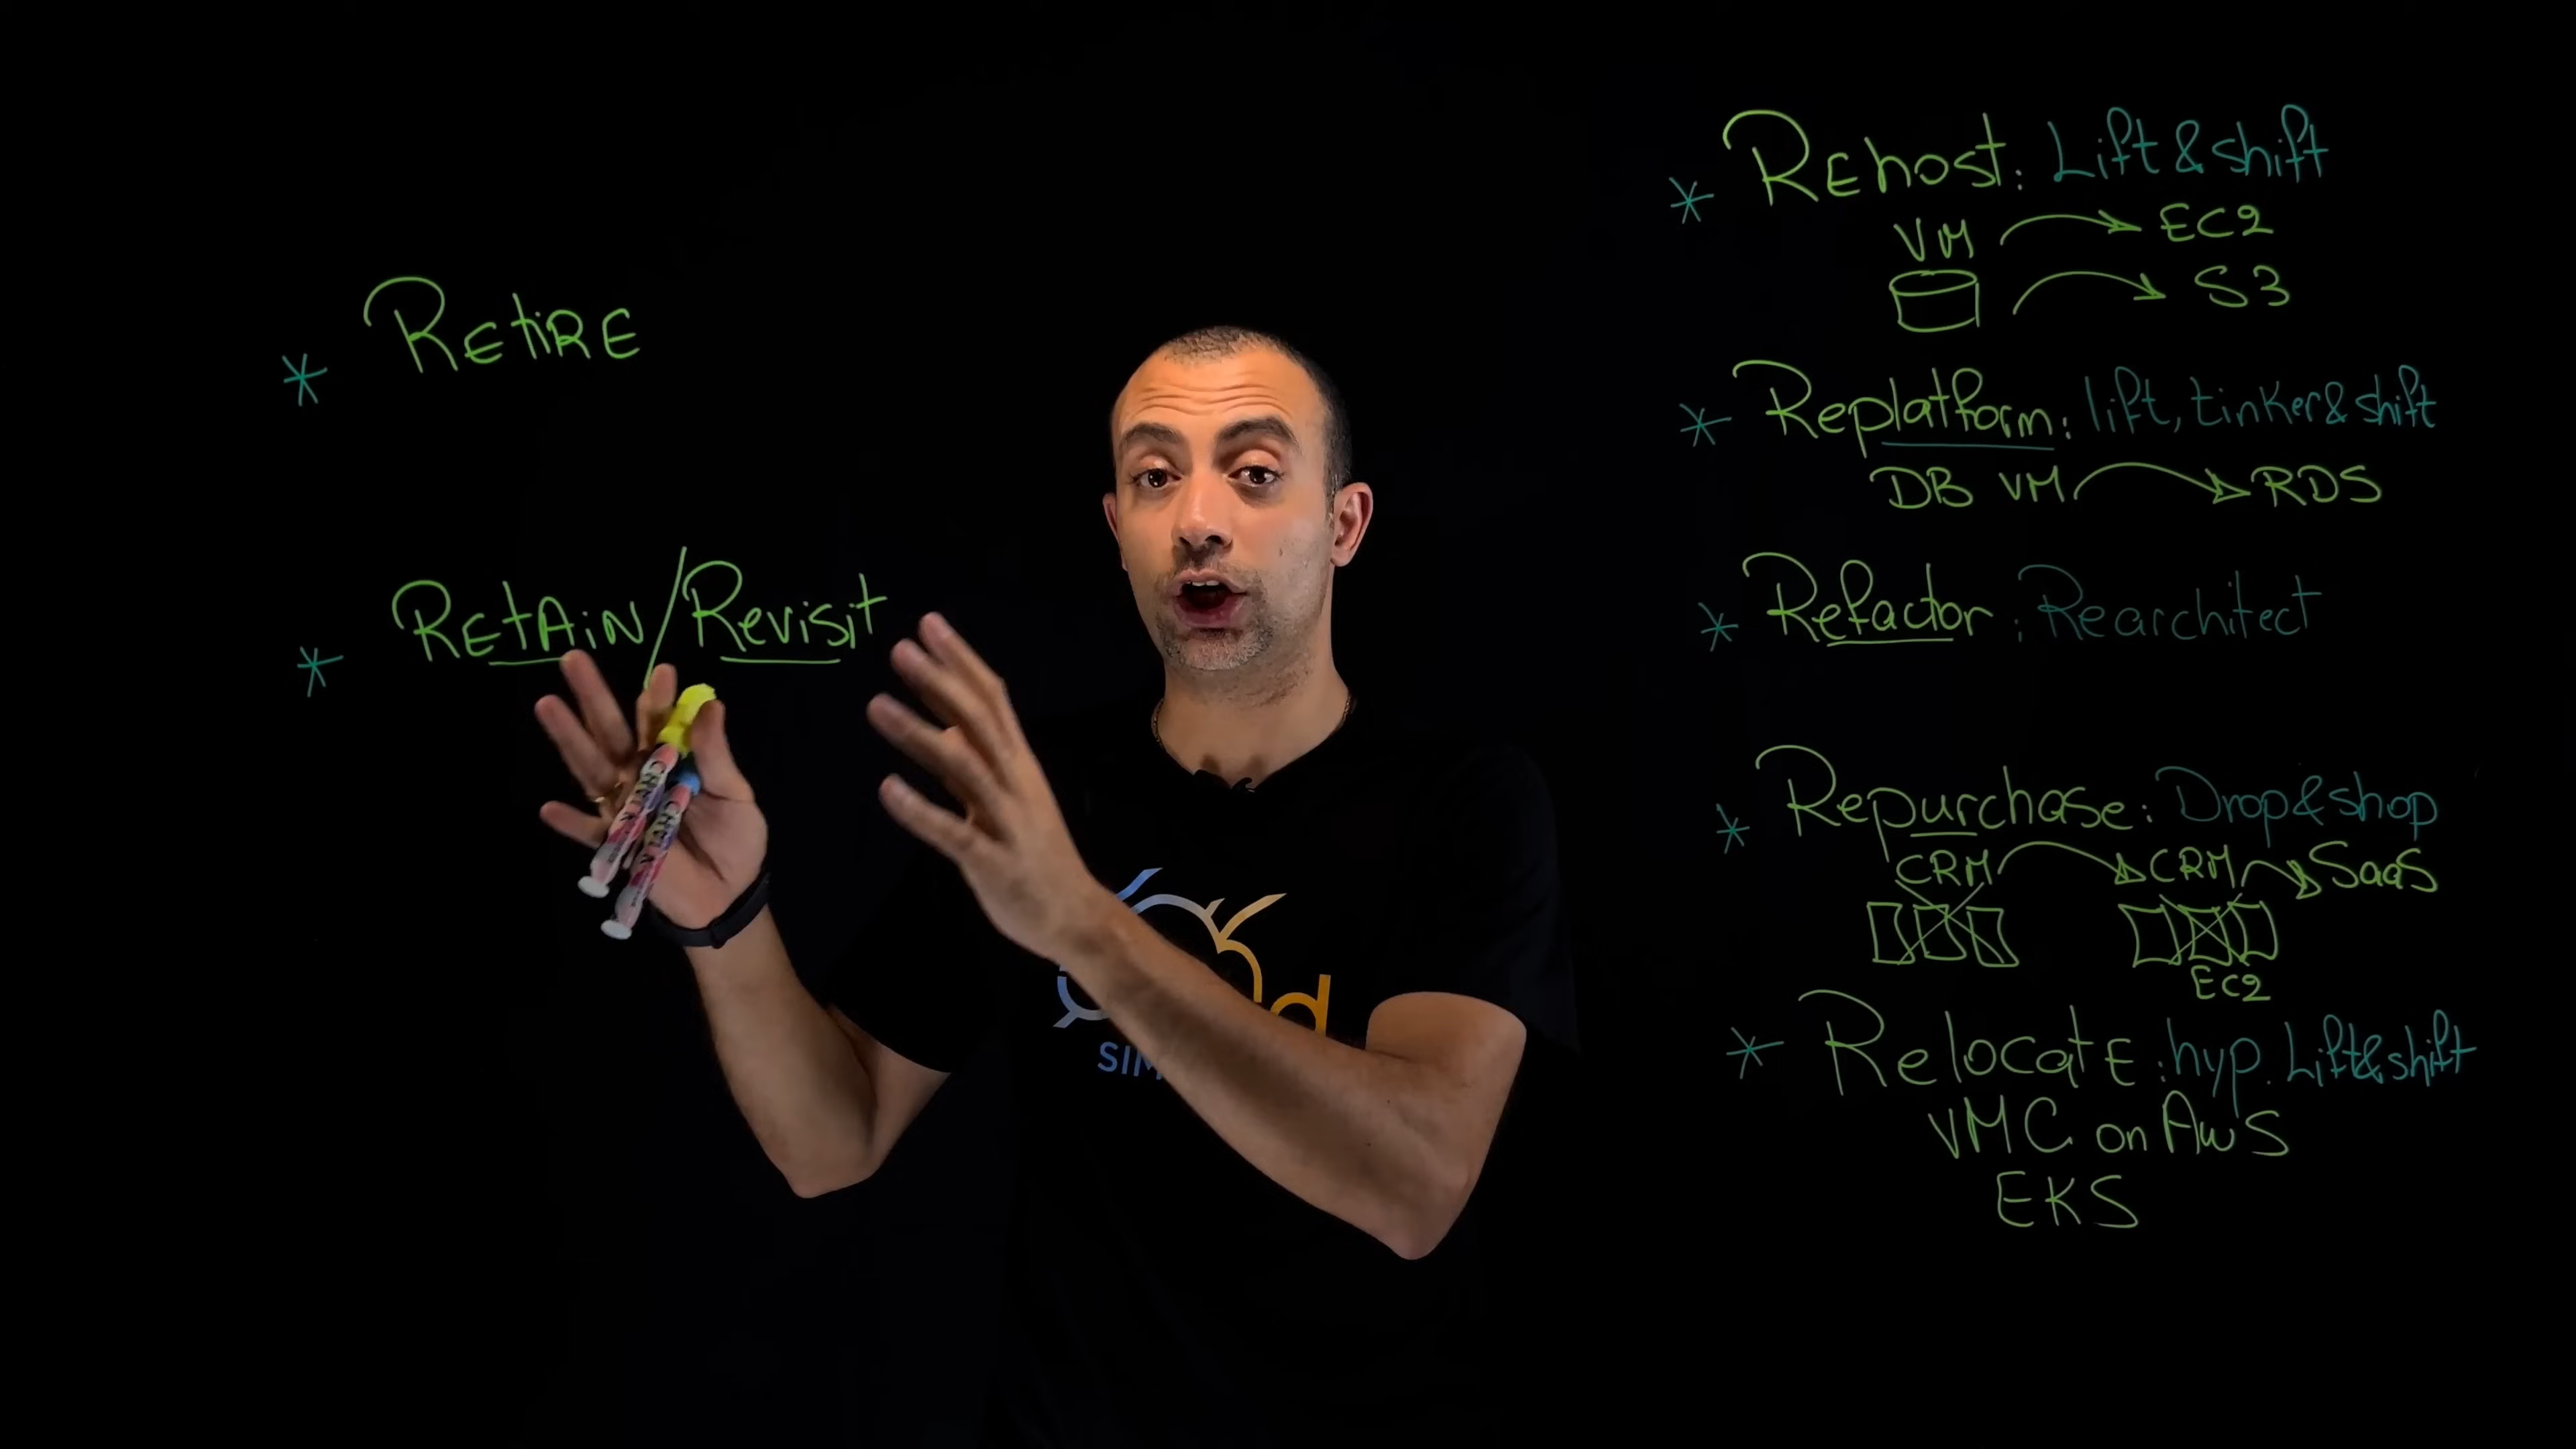 * Retire
* Retain/Revisit
* Rehost: Lift & shift
VM → EC2
→ S3
* Replatform: lift, tinker & shift
DB VM → RDS
* Refactor: Rearchitect
* Repurchase: Drop & shop
CRM → CRM → SaaS
EC2
* Relocate: hyp. Lift & shift
VMC on AWS
EKS